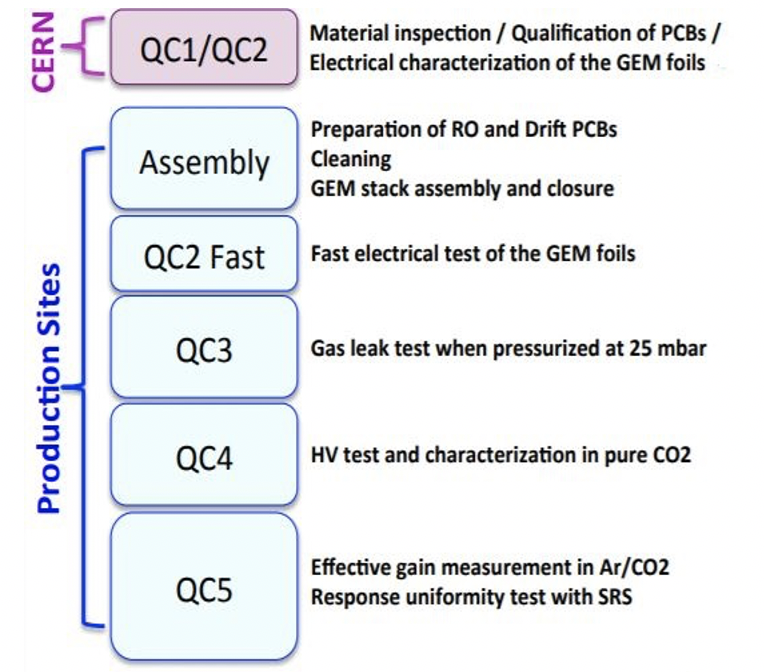 CERN
QC1/QC2
Material inspection / Qualification of PCBs /
Electrical characterization of the GEM foils
Production Sites
Assembly
Preparation of RO and Drift PCBs
Cleaning
GEM stack assembly and closure
QC2 Fast
Fast electrical test of the GEM foils
QC3
Gas leak test when pressurized at 25 mbar
QC4
HV test and characterization in pure CO2
QC5
Effective gain measurement in Ar/CO2
Response uniformity test with SRS